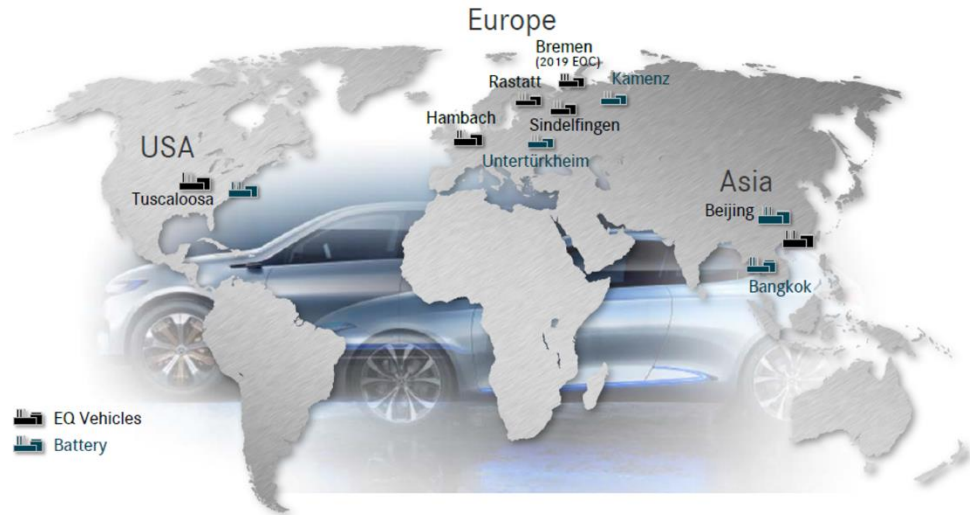 Europe
Bremen
(2019 EQC)
Rastatt
Kamenz
Hambach
Sindelfingen
Untertürkheim
USA
Tuscaloosa
Asia
Beijing
Bangkok
EQ Vehicles
Battery